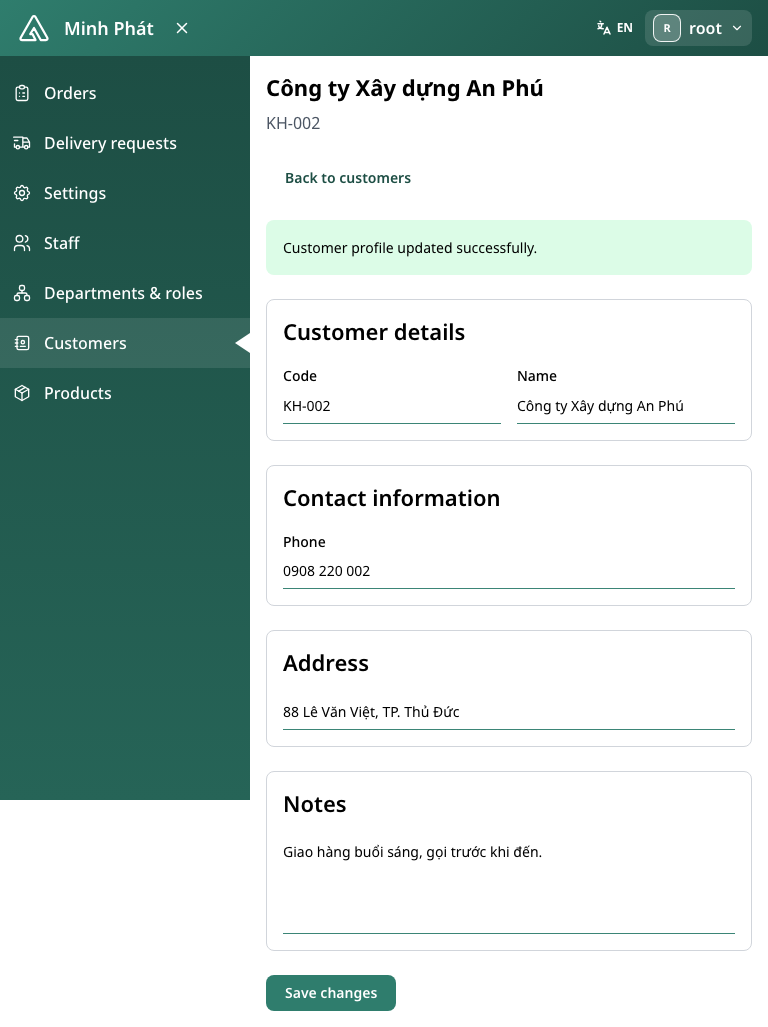 Minh Phát
EN
R
root
Orders
Delivery requests
Settings
Staff
Departments & roles
Customers
Products
Công ty Xây dựng An Phú
KH-002
Back to customers
Customer profile updated successfully.
Customer details
Code
Name
KH-002
Công ty Xây dựng An Phú
Contact information
Phone
0908 220 002
Address
88 Lê Văn Việt, TP. Thủ Đức
Notes
Giao hàng buổi sáng, gọi trước khi đến.
Save changes